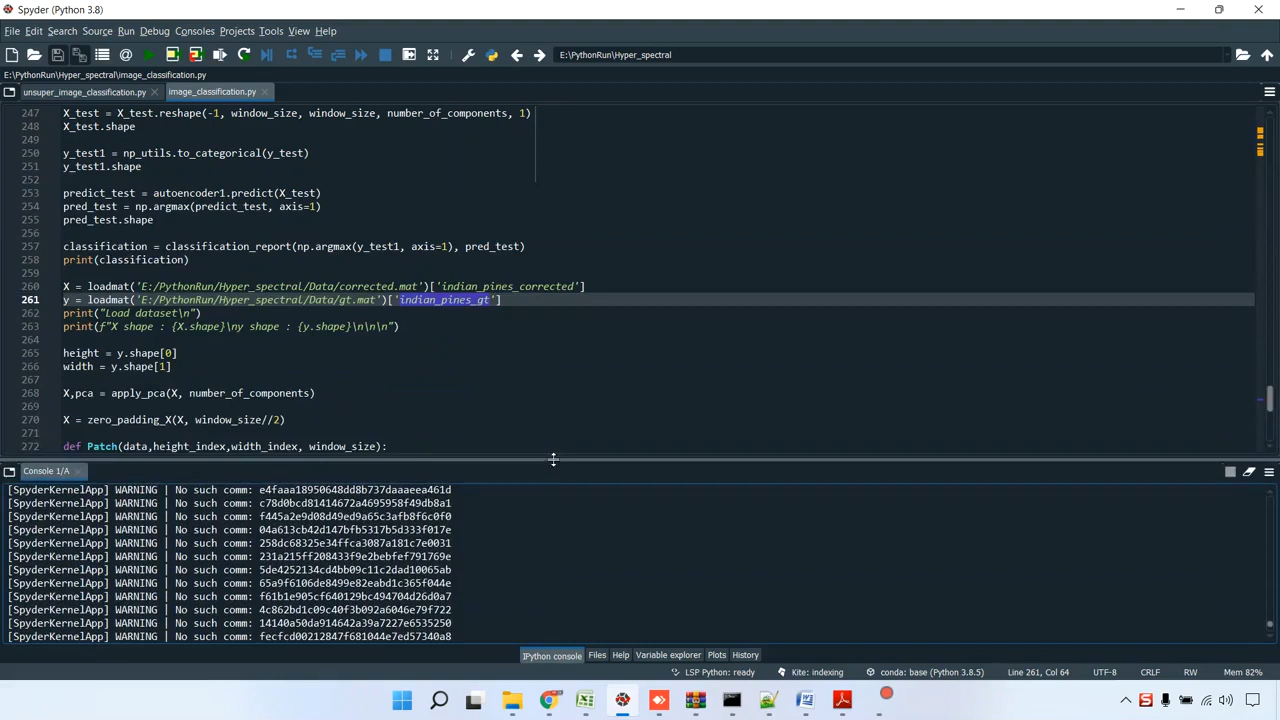 Spyder (Python 3.8)
File Edit Search Source Run Debug Consoles Projects Tools View Help
E:\PythonRun\Hyper_spectral
E:\PythonRun\Hyper_spectral\image_classification.py
unsuper_image_classification.py image_classification.py
247 X_test = X_test.reshape(-1, window_size, window_size, number_of_components, 1)
248 X_test.shape
249
250 y_test1 = np_utils.to_categorical(y_test)
251 y_test1.shape
252
253 predict_test = autoencoder1.predict(X_test)
254 pred_test = np.argmax(predict_test, axis=1)
255 pred_test.shape
256
257 classification = classification_report(np.argmax(y_test1, axis=1), pred_test)
258 print(classification)
259
260 X = loadmat('E:/PythonRun/Hyper_spectral/Data/corrected.mat')['indian_pines_corrected']
261 y = loadmat('E:/PythonRun/Hyper_spectral/Data/gt.mat')['indian_pines_gt']
262 print("Load dataset\n")
263 print(f"X shape : {X.shape}\ny shape : {y.shape}\n\n\n")
264
265 height = y.shape[0]
266 width = y.shape[1]
267
268 X,pca = apply_pca(X, number_of_components)
269
270 X = zero_padding_X(X, window_size//2)
271
272 def Patch(data,height_index,width_index, window_size):
Console 1/A
[SpyderKernelApp] WARNING | No such comm: e4faaa18950648dd8b737daaaeea461d
[SpyderKernelApp] WARNING | No such comm: c78d0bcd81414672a4695958f49db8a1
[SpyderKernelApp] WARNING | No such comm: f445a2e9d08d49ed9a65c3afb8f6c0f0
[SpyderKernelApp] WARNING | No such comm: 04a613cb42d147bfb5317b5d333f017e
[SpyderKernelApp] WARNING | No such comm: 258dc68325e34ffca3087a181c7e0031
[SpyderKernelApp] WARNING | No such comm: 231a215ff208433f9e2bebfef791769e
[SpyderKernelApp] WARNING | No such comm: 5de4252134cd4bb09c11c2dad10065ab
[SpyderKernelApp] WARNING | No such comm: 65a9f6106de8499e82eabd1c365f044e
[SpyderKernelApp] WARNING | No such comm: f61b1e905cf640129bc494704d26d0a7
[SpyderKernelApp] WARNING | No such comm: 4c862bd1c09c40f3b092a6046e79f722
[SpyderKernelApp] WARNING | No such comm: 14140a50da914642a39a7227e6535250
[SpyderKernelApp] WARNING | No such comm: fecfcd00212847f681044e7ed57340a8
IPython console Files Help Variable explorer Plots History
LSP Python: ready Kite: indexing conda: base (Python 3.8.5) Line 261, Col 64 UTF-8 CRLF RW Mem 82%